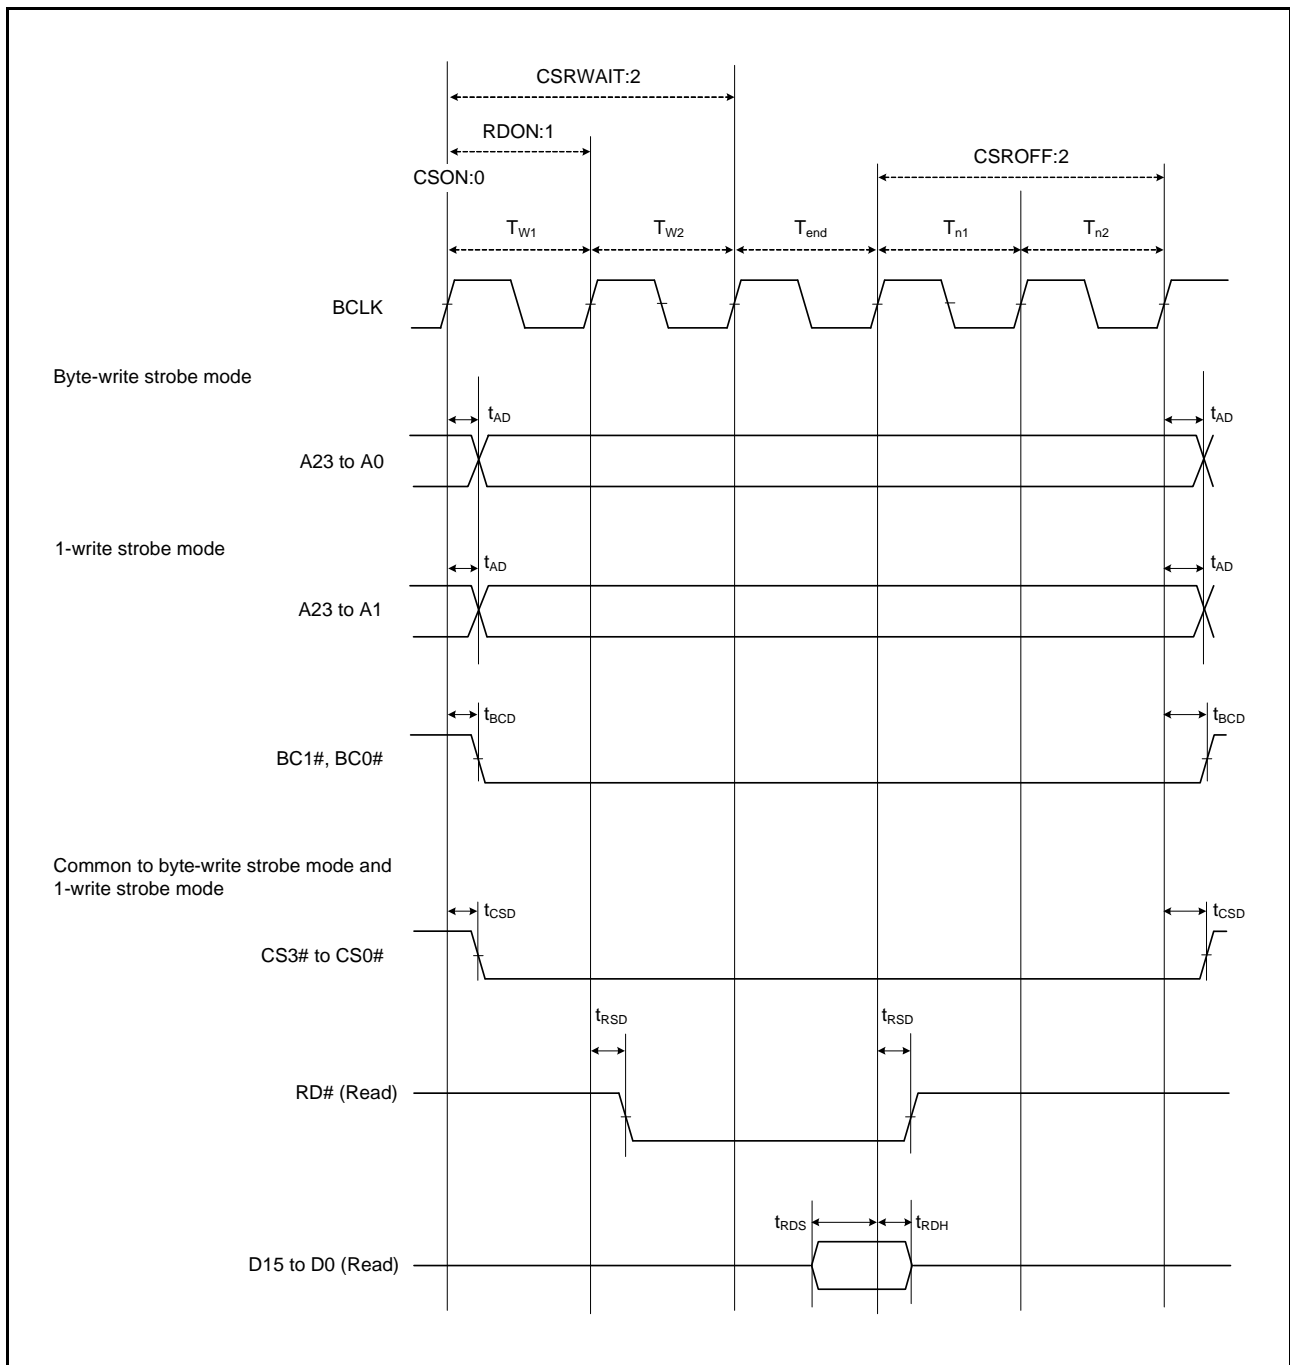 CSRWAIT:2
RDON:1
CSROFF:2
CSON:0
TW1 TW2 Tend Tn1 Tn2
BCLK
Byte-write strobe mode
tAD tAD
A23 to A0
1-write strobe mode
tAD tAD
A23 to A1
tBCD tBCD
BC1#, BC0#
Common to byte-write strobe mode and
1-write strobe mode
tCSD tCSD
CS3# to CS0#
tRSD tRSD
RD# (Read)
tRDS tRDH
D15 to D0 (Read)